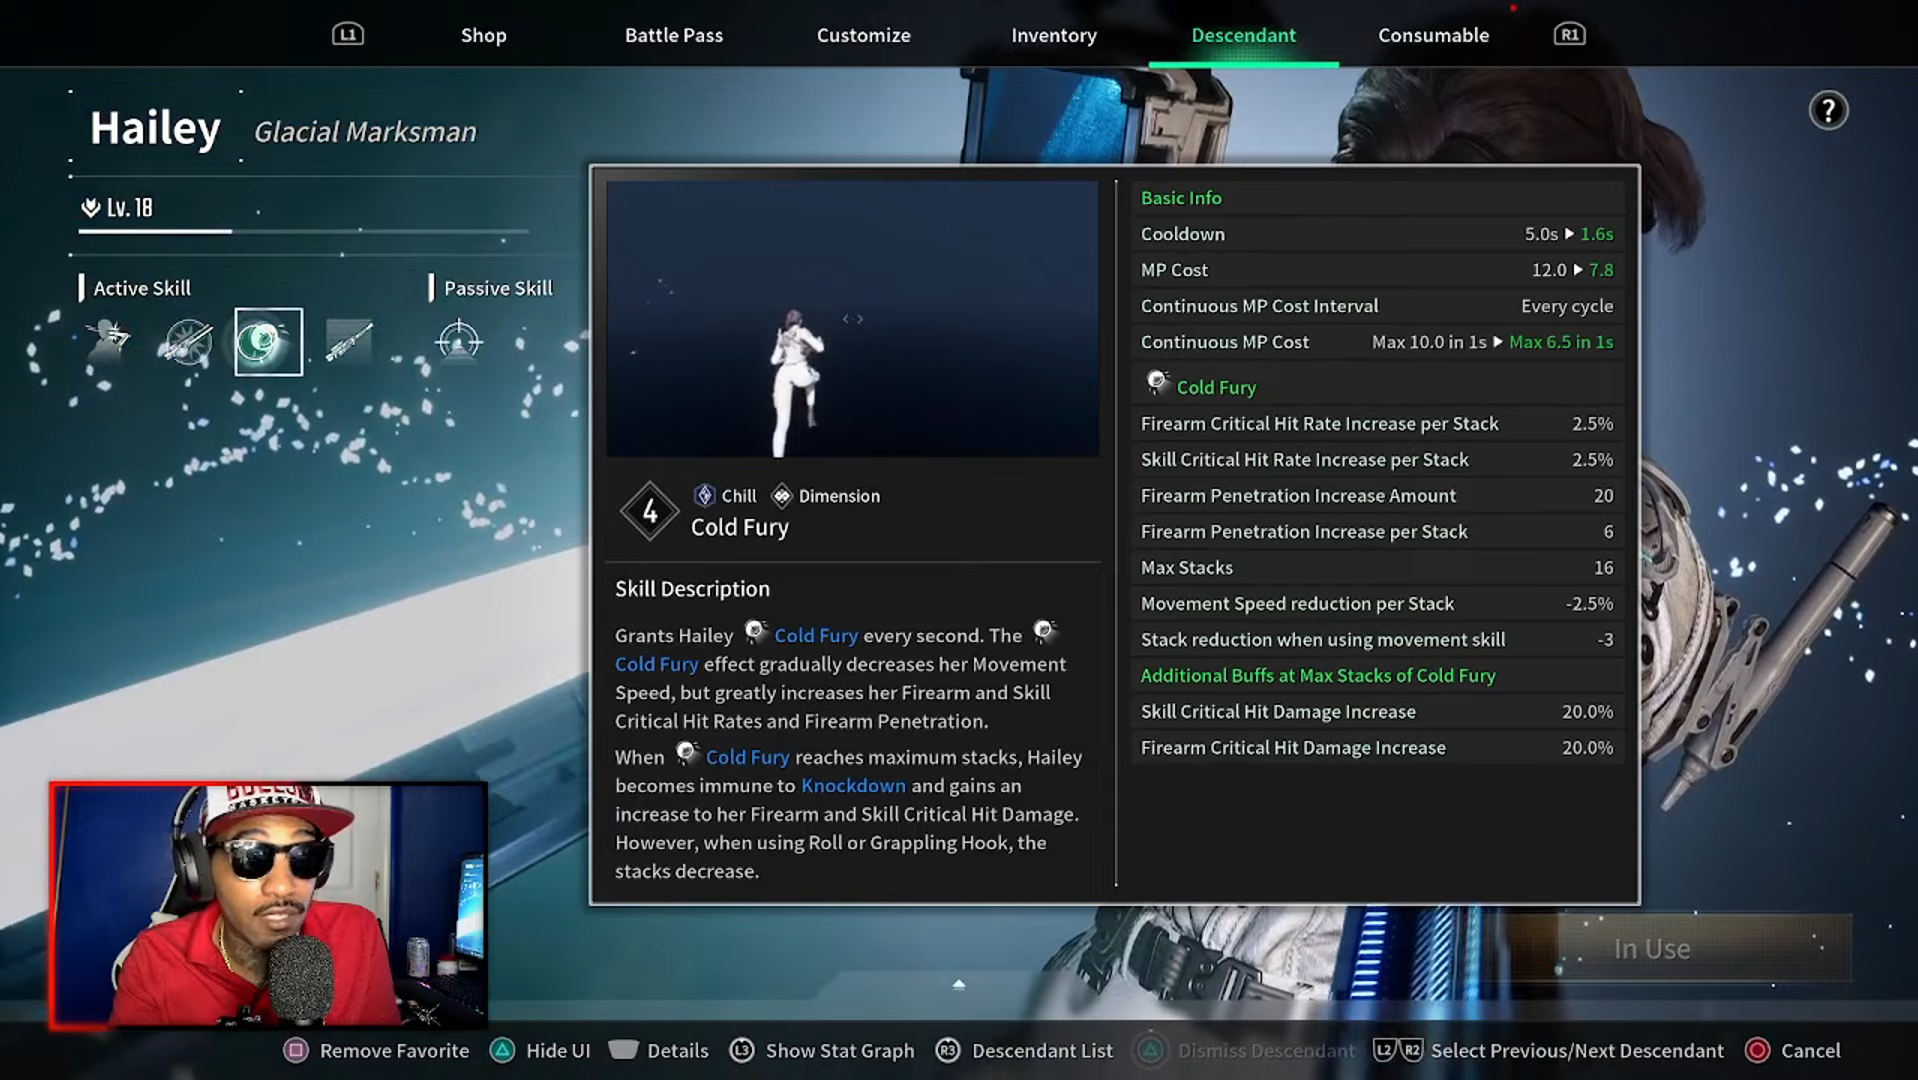 L1
Shop
Battle Pass
Customize
Inventory
Descendant
Consumable
R1
Hailey Glacial Marksman
?
Lv. 18
Active Skill
Passive Skill
4
Chill Dimension
Cold Fury
Skill Description
Grants Hailey Cold Fury every second. The
Cold Fury effect gradually decreases her Movement
Speed, but greatly increases her Firearm and Skill
Critical Hit Rates and Firearm Penetration.
When Cold Fury reaches maximum stacks, Hailey
becomes immune to Knockdown and gains an
increase to her Firearm and Skill Critical Hit Damage.
However, when using Roll or Grappling Hook, the
stacks decrease.
Basic Info
Cooldown 5.0s ▶ 1.6s
MP Cost 12.0 ▶ 7.8
Continuous MP Cost Interval Every cycle
Continuous MP Cost Max 10.0 in 1s ▶ Max 6.5 in 1s
Cold Fury
Firearm Critical Hit Rate Increase per Stack 2.5%
Skill Critical Hit Rate Increase per Stack 2.5%
Firearm Penetration Increase Amount 20
Firearm Penetration Increase per Stack 6
Max Stacks 16
Movement Speed reduction per Stack -2.5%
Stack reduction when using movement skill -3
Additional Buffs at Max Stacks of Cold Fury
Skill Critical Hit Damage Increase 20.0%
Firearm Critical Hit Damage Increase 20.0%
In Use
Remove Favorite
Hide UI
Details
L3 Show Stat Graph
R3 Descendant List
Dismiss Descendant
L2/R2 Select Previous/Next Descendant
Cancel